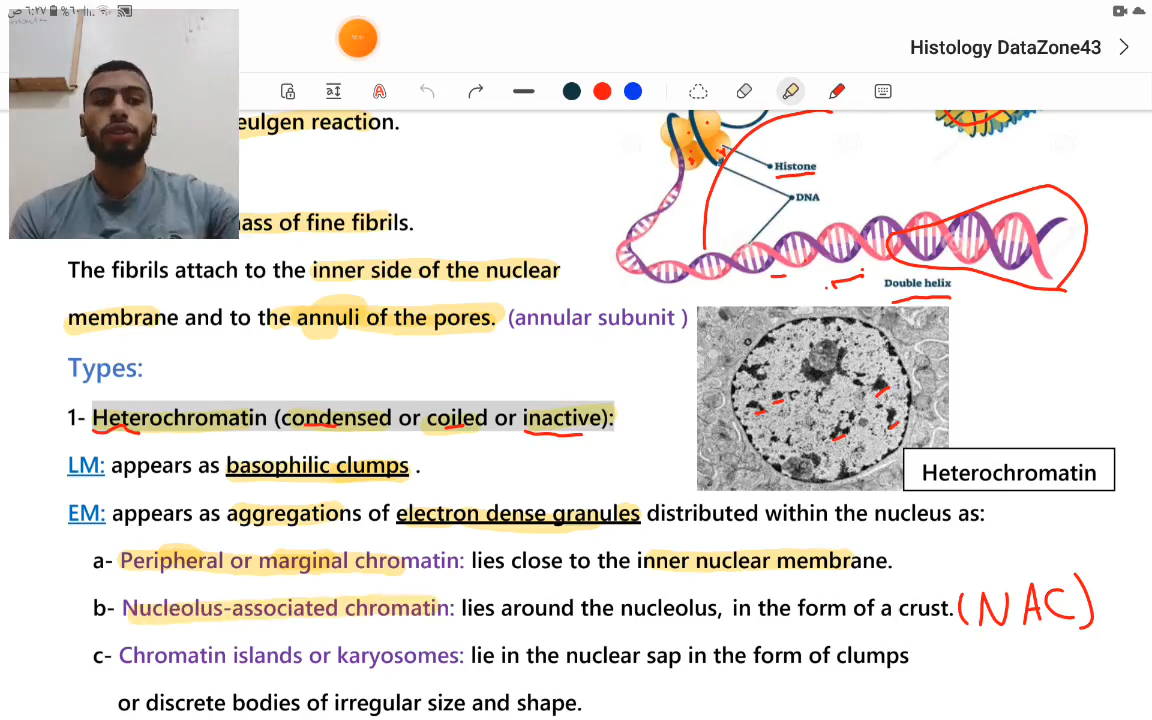 ٦:٢٧ ص
٪٦٠
Histology DataZone43
eulgen reaction.
Histone
DNA
ass of fine fibrils.
Double helix
The fibrils attach to the inner side of the nuclear
membrane and to the annuli of the pores. (annular subunit )
Types:
1- Heterochromatin (condensed or coiled or inactive):
LM: appears as basophilic clumps .
Heterochromatin
EM: appears as aggregations of electron dense granules distributed within the nucleus as:
a- Peripheral or marginal chromatin: lies close to the inner nuclear membrane.
b- Nucleolus-associated chromatin: lies around the nucleolus, in the form of a crust. (NAC)
c- Chromatin islands or karyosomes: lie in the nuclear sap in the form of clumps
or discrete bodies of irregular size and shape.